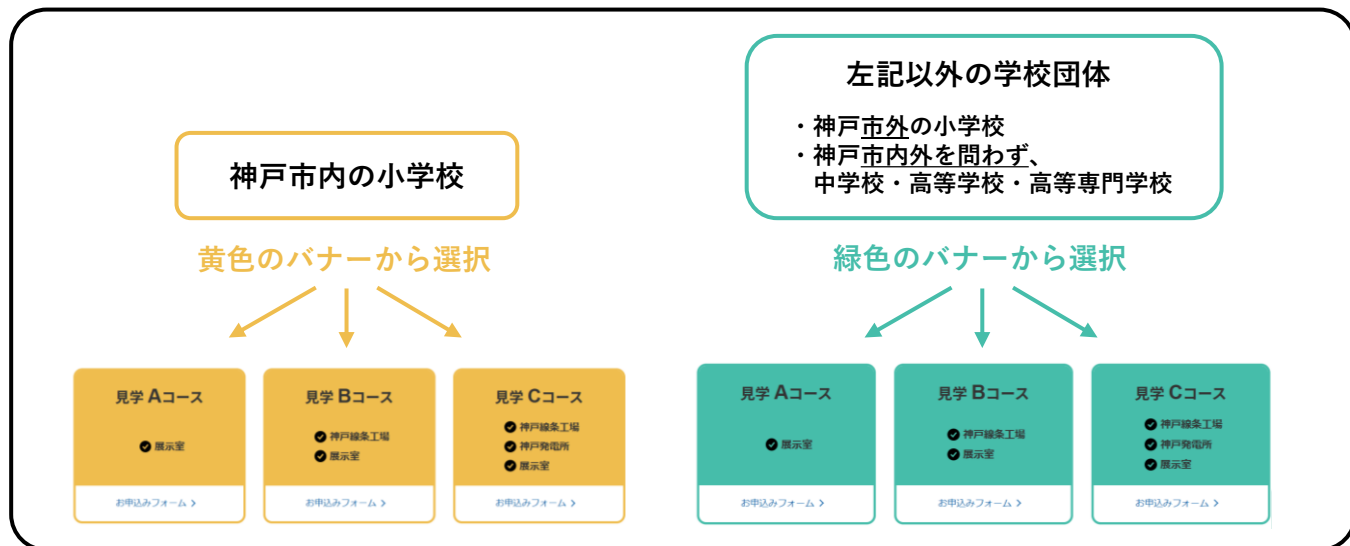 神戸市内の小学校
黄色のバナーから選択
見学 Aコース
展示室
お申込みフォーム >
見学 Bコース
神戸線条工場
展示室
お申込みフォーム >
見学 Cコース
神戸線条工場
神戸発電所
展示室
お申込みフォーム >
左記以外の学校団体
・神戸市外の小学校
・神戸市内外を問わず、
中学校・高等学校・高等専門学校
緑色のバナーから選択
見学 Aコース
展示室
お申込みフォーム >
見学 Bコース
神戸線条工場
展示室
お申込みフォーム >
見学 Cコース
神戸線条工場
神戸発電所
展示室
お申込みフォーム >